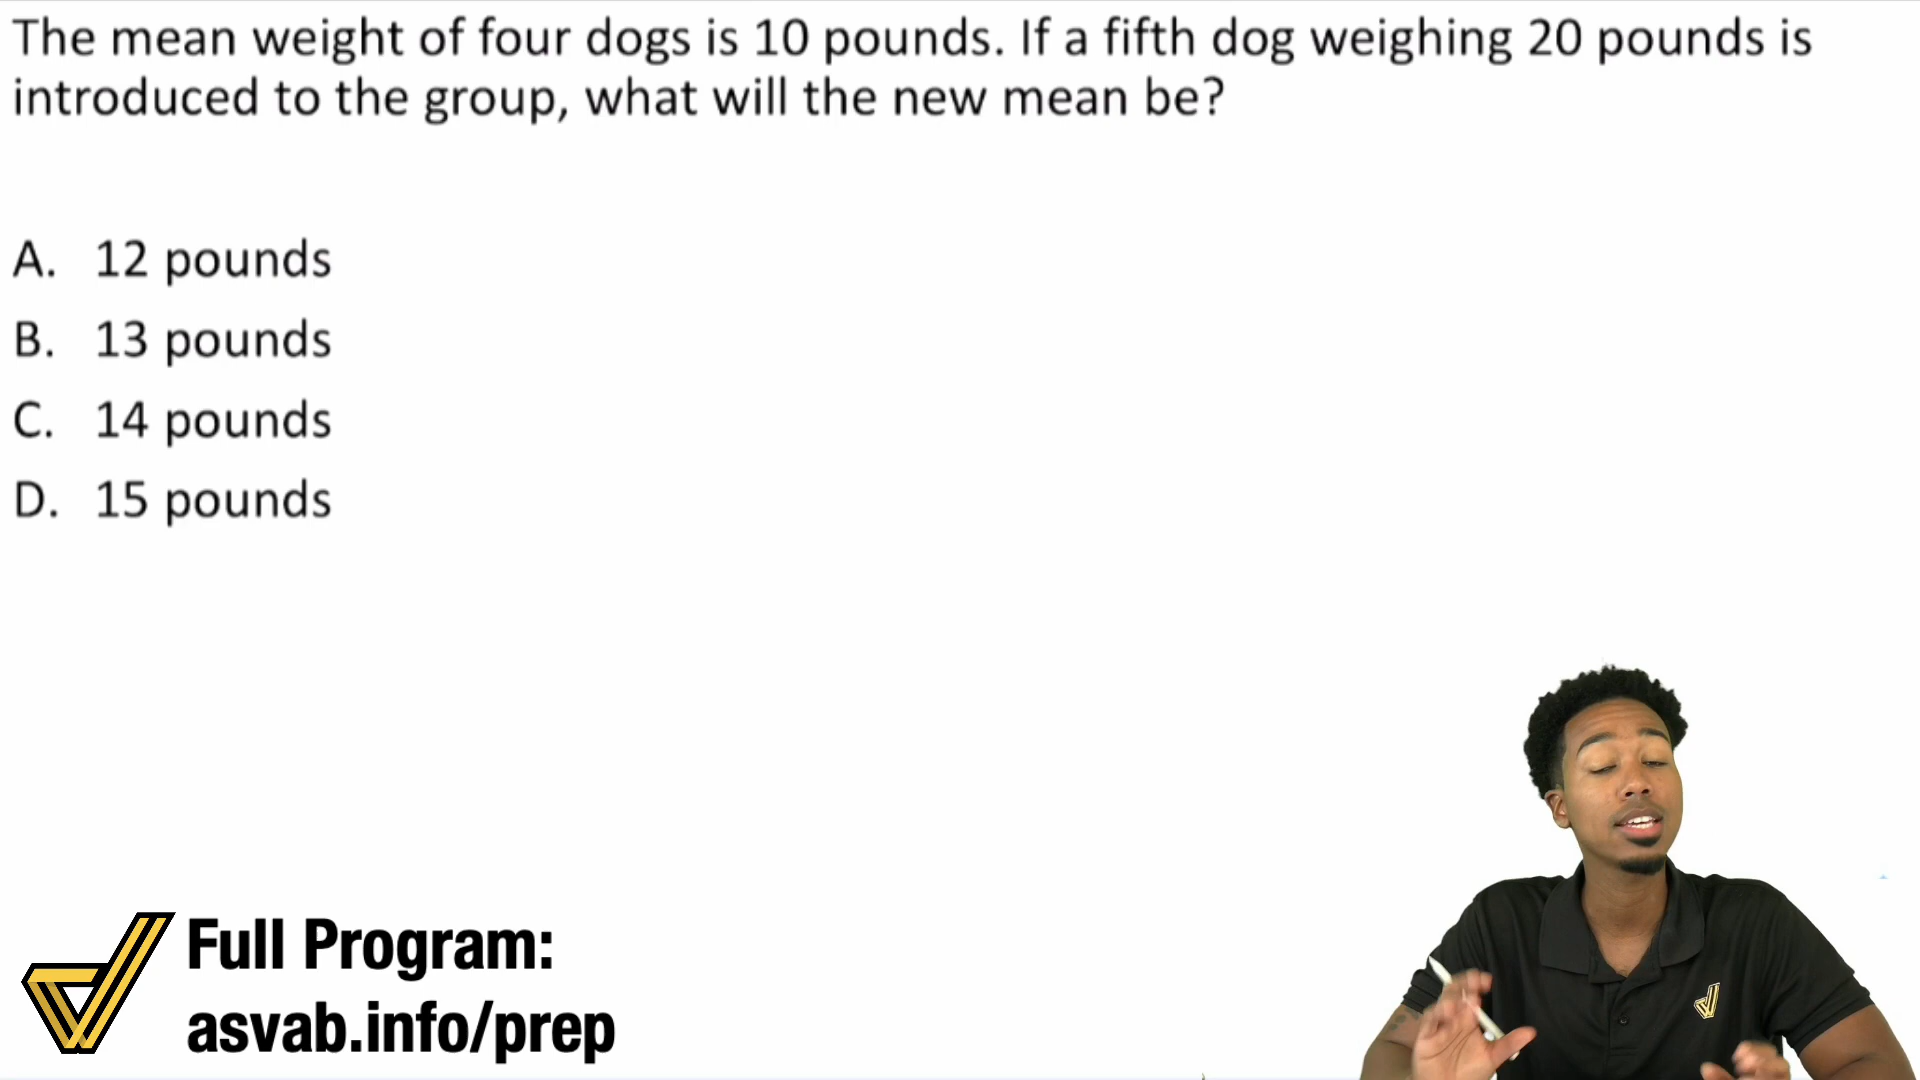 The mean weight of four dogs is 10 pounds. If a fifth dog weighing 20 pounds is
introduced to the group, what will the new mean be?
A. 12 pounds
B. 13 pounds
C. 14 pounds
D. 15 pounds
Full Program:
asvab.info/prep